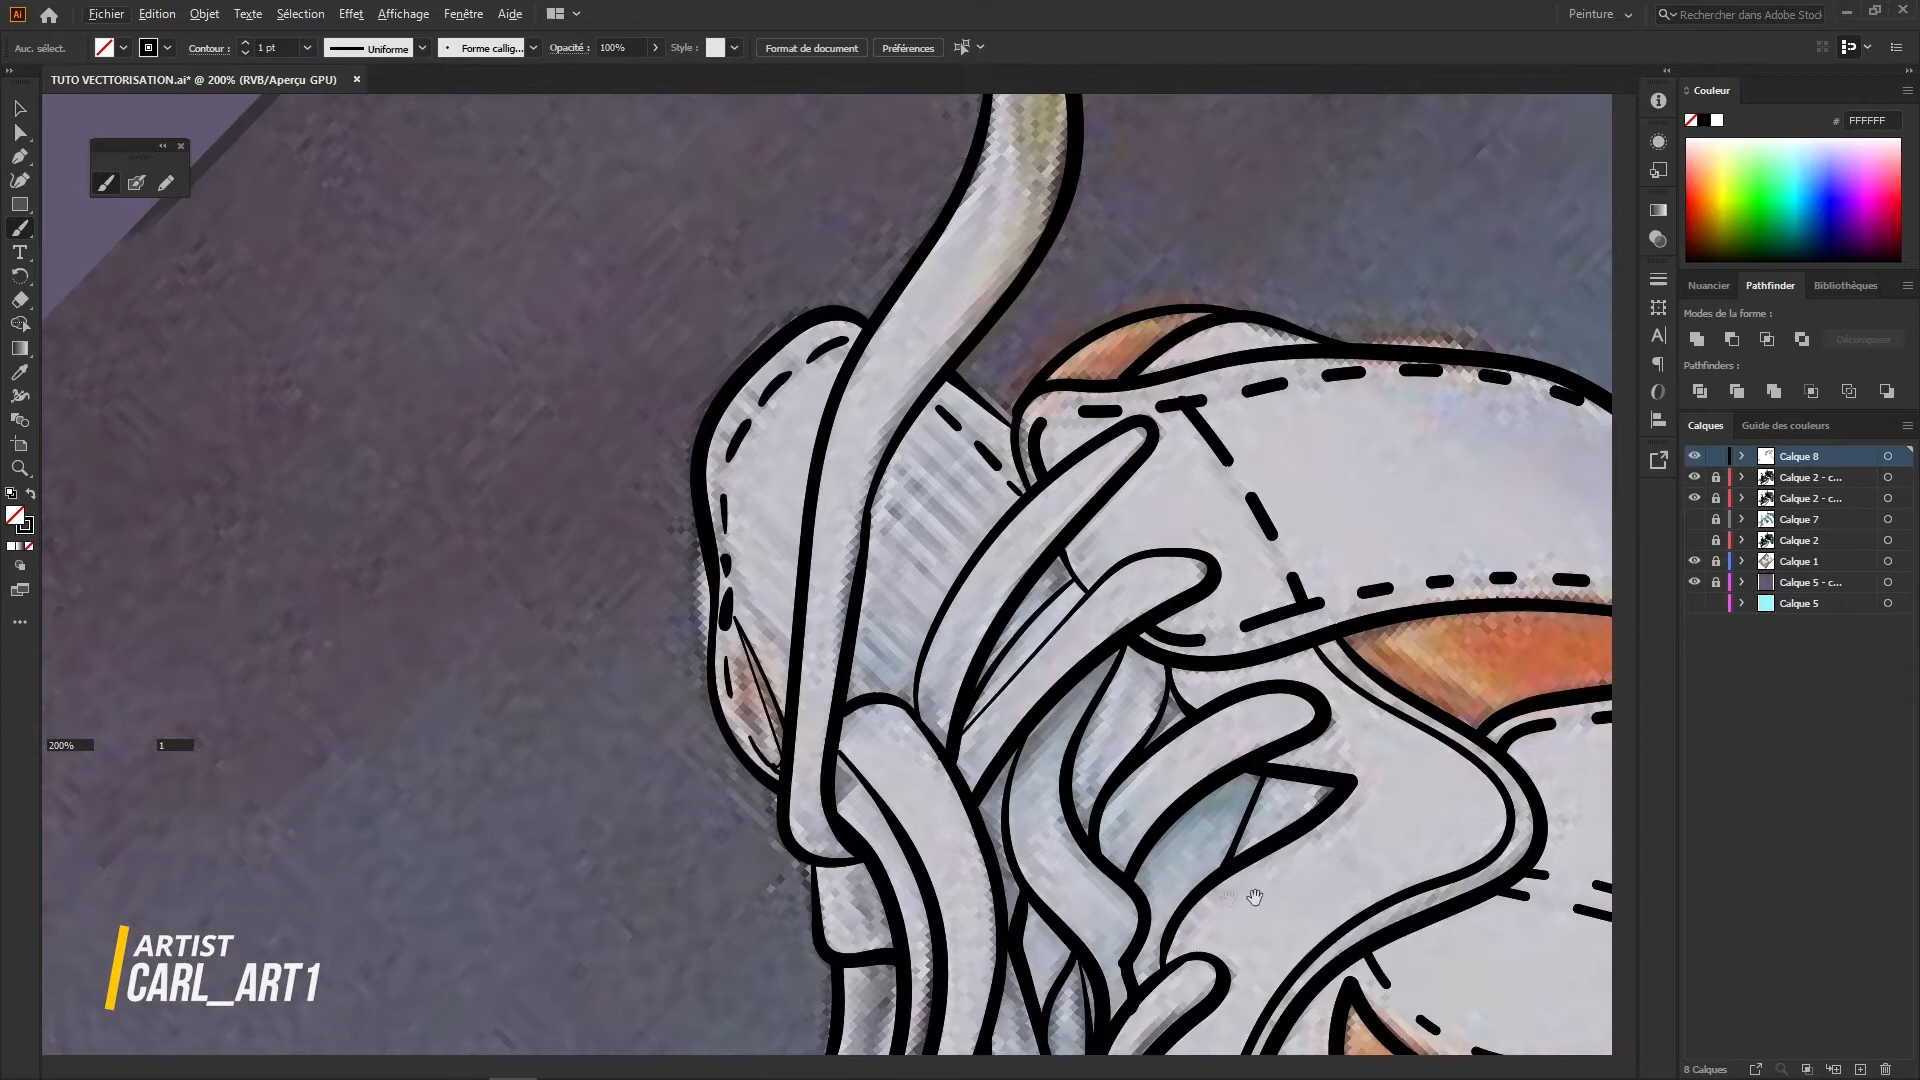 Ai Fichier Edition Objet Texte Sélection Effet Affichage Fenêtre Aide Peinture Rechercher dans Adobe Stock
Auc. sélect. Contour : 1 pt Uniforme Forme callig... Opacité : 100% Style : Format de document Préférences
TUTO VECTTORISATION.ai* @ 200% (RVB/Aperçu GPU)
Couleur
# FFFFFF
Nuancier Pathfinder Bibliothèques
Modes de la forme :
Décomposer
Pathfinders :
Calques Guide des couleurs
Calque 8
Calque 2 - c...
Calque 2 - c...
Calque 7
Calque 2
Calque 1
Calque 5 - c...
Calque 5
200% 1
ARTIST
CARL_ART1
8 Calques